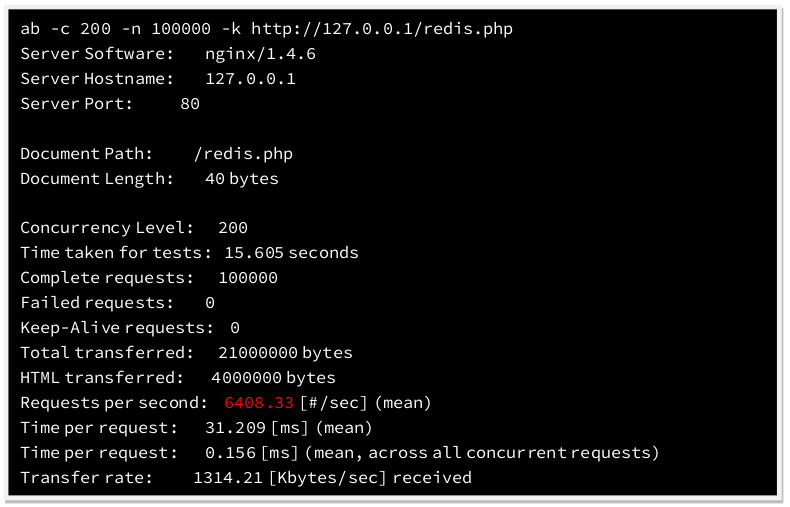 ab -c 200 -n 100000 -k http://127.0.0.1/redis.php
Server Software: nginx/1.4.6
Server Hostname: 127.0.0.1
Server Port: 80
Document Path: /redis.php
Document Length: 40 bytes
Concurrency Level: 200
Time taken for tests: 15.605 seconds
Complete requests: 100000
Failed requests: 0
Keep-Alive requests: 0
Total transferred: 21000000 bytes
HTML transferred: 4000000 bytes
Requests per second: 6408.33 [#/sec] (mean)
Time per request: 31.209 [ms] (mean)
Time per request: 0.156 [ms] (mean, across all concurrent requests)
Transfer rate: 1314.21 [Kbytes/sec] received